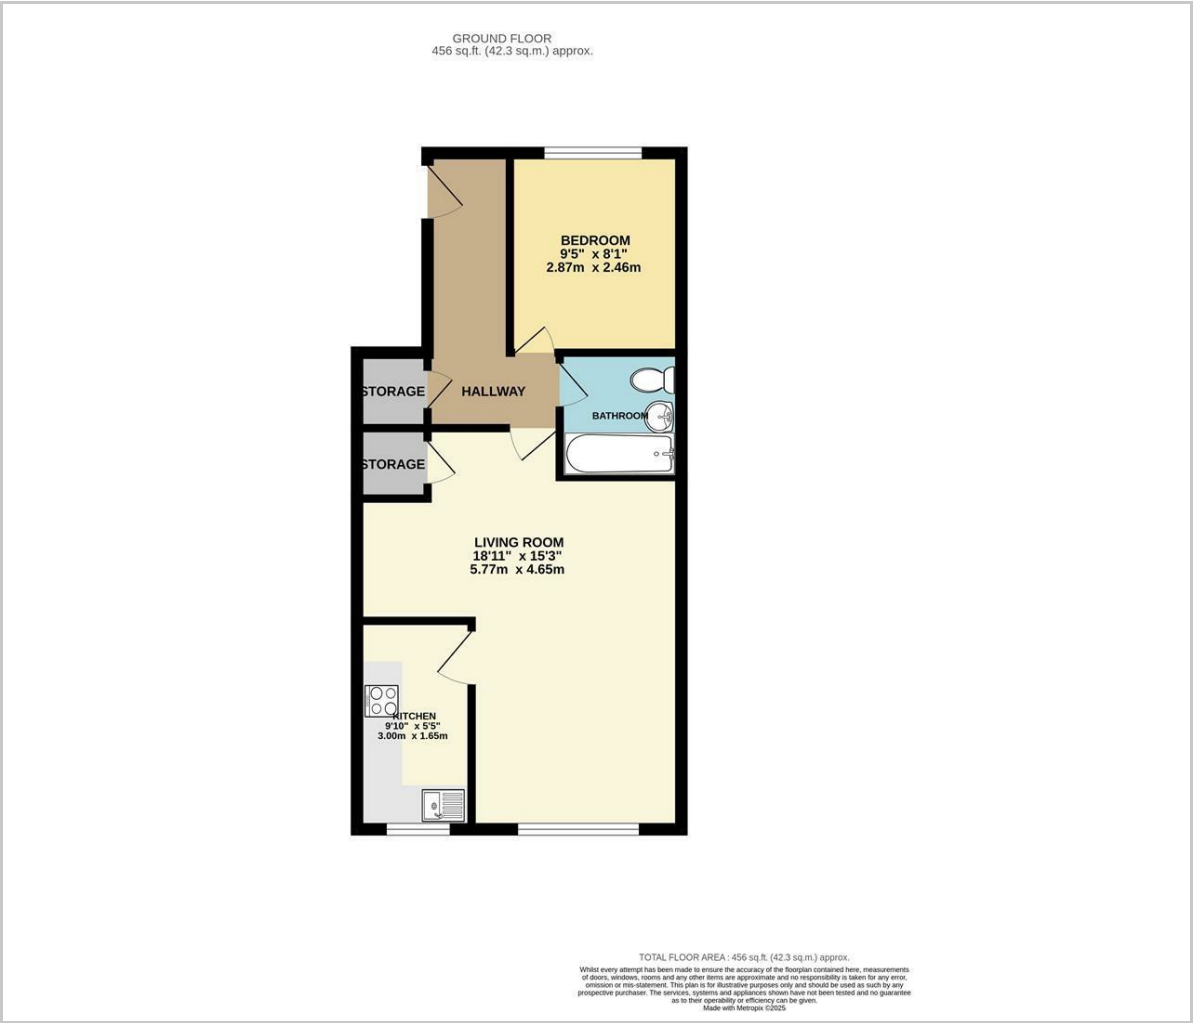 GROUND FLOOR
456 sq.ft. (42.3 sq.m.) approx.
BEDROOM
9'5" x 8'1"
2.87m x 2.46m
STORAGE
HALLWAY
BATHROOM
STORAGE
LIVING ROOM
18'11" x 15'3"
5.77m x 4.65m
KITCHEN
9'10" x 5'5"
3.00m x 1.65m
TOTAL FLOOR AREA : 456 sq.ft. (42.3 sq.m.) approx.
Whilst every attempt has been made to ensure the accuracy of the floorplan contained here, measurements
of doors, windows, rooms and any other items are approximate and no responsibility is taken for any error,
omission or mis-statement. This plan is for illustrative purposes only and should be used as such by any
prospective purchaser. The services, systems and appliances shown have not been tested and no guarantee
as to their operability or efficiency can be given.
Made with Metropix ©2025